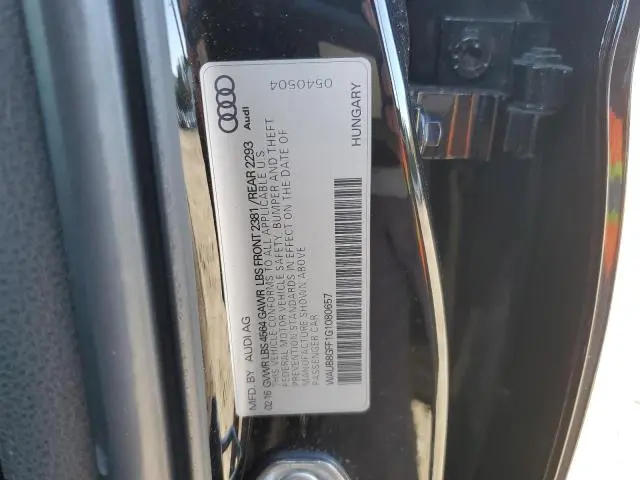 0540504
Audi
HUNGARY
MFD. BY AUDI AG
02-16 GVWR LBS 4564 GAWR LBS FRONT 2381 / REAR 2293
THIS VEHICLE CONFORMS TO ALL APPLICABLE U.S.
FEDERAL MOTOR VEHICLE SAFETY, BUMPER AND THEFT
PREVENTION STANDARDS IN EFFECT ON THE DATE OF
MANUFACTURE SHOWN ABOVE
PASSENGER CAR
WAUB8GFF1G1080657